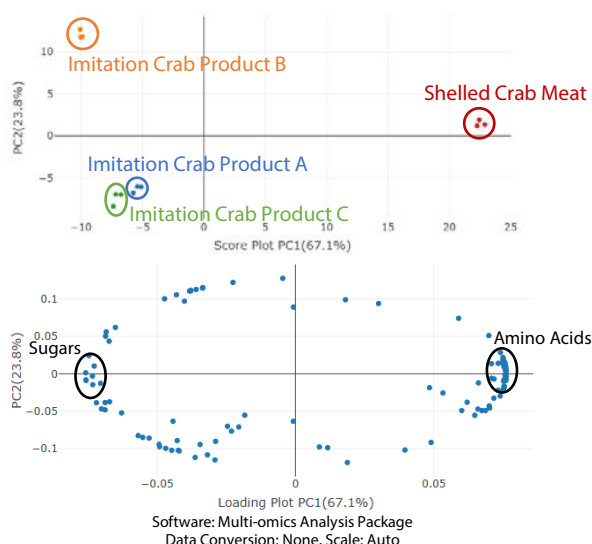 10
Imitation Crab Product B
5
Shelled Crab Meat
PC2(23.8%)
0
Imitation Crab Product A
−5
Imitation Crab Product C
−10 −5 0 5 10 15 20 25
Score Plot PC1(67.1%)
0.1
0.05
Sugars
Amino Acids
PC2(23.8%)
0
−0.05
−0.1
−0.05 0 0.05
Loading Plot PC1(67.1%)
Software: Multi-omics Analysis Package
Data Conversion: None, Scale: Auto